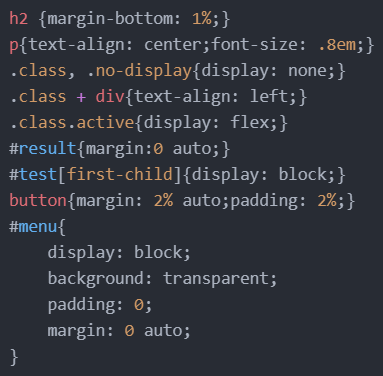 h2 {margin-bottom: 1%;}
p{text-align: center;font-size: .8em;}
.class, .no-display{display: none;}
.class + div{text-align: left;}
.class.active{display: flex;}
#result{margin:0 auto;}
#test[first-child]{display: block;}
button{margin: 2% auto;padding: 2%;}
#menu{
    display: block;
    background: transparent;
    padding: 0;
    margin: 0 auto;
}